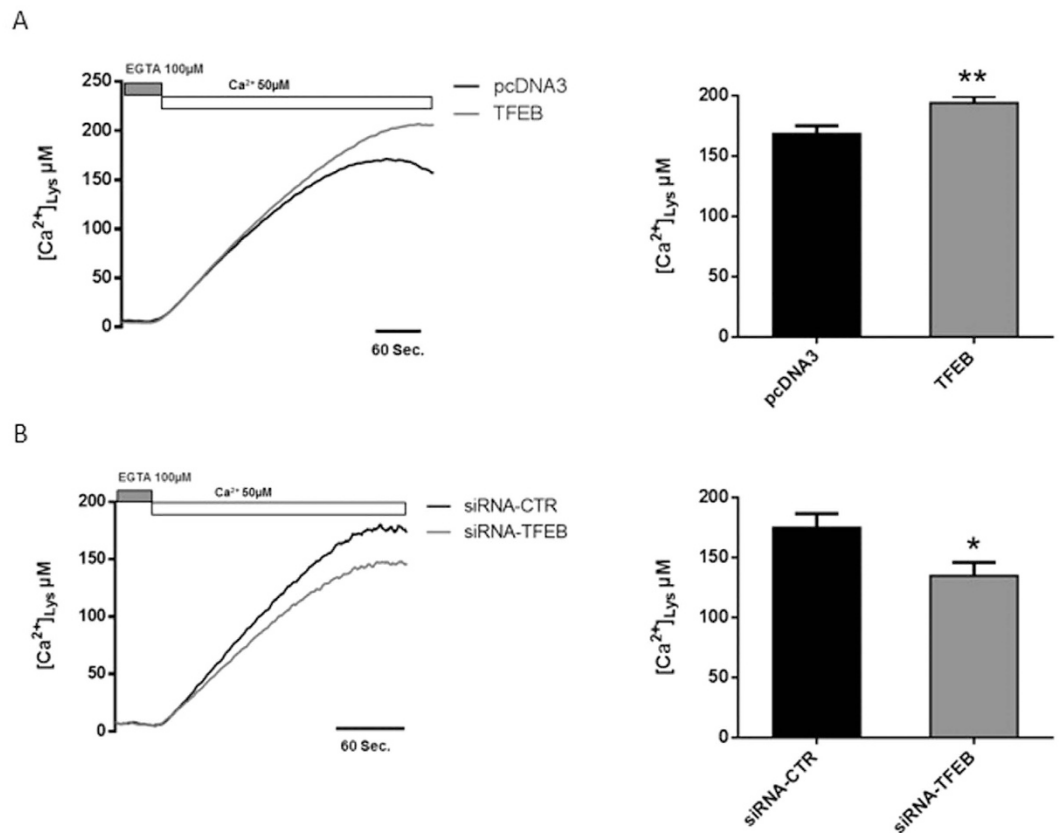 A
EGTA 100µM
Ca²⁺ 50µM
pcDNA3
TFEB
[Ca²⁺]Lys µM
250
200
150
100
50
0
60 Sec.
[Ca²⁺]Lys µM
200
150
100
50
0
**
pcDNA3
TFEB
B
EGTA 100µM
Ca²⁺ 50µM
siRNA-CTR
siRNA-TFEB
[Ca²⁺]Lys µM
200
150
100
50
0
60 Sec.
[Ca²⁺]Lys µM
200
150
100
50
0
*
siRNA-CTR
siRNA-TFEB